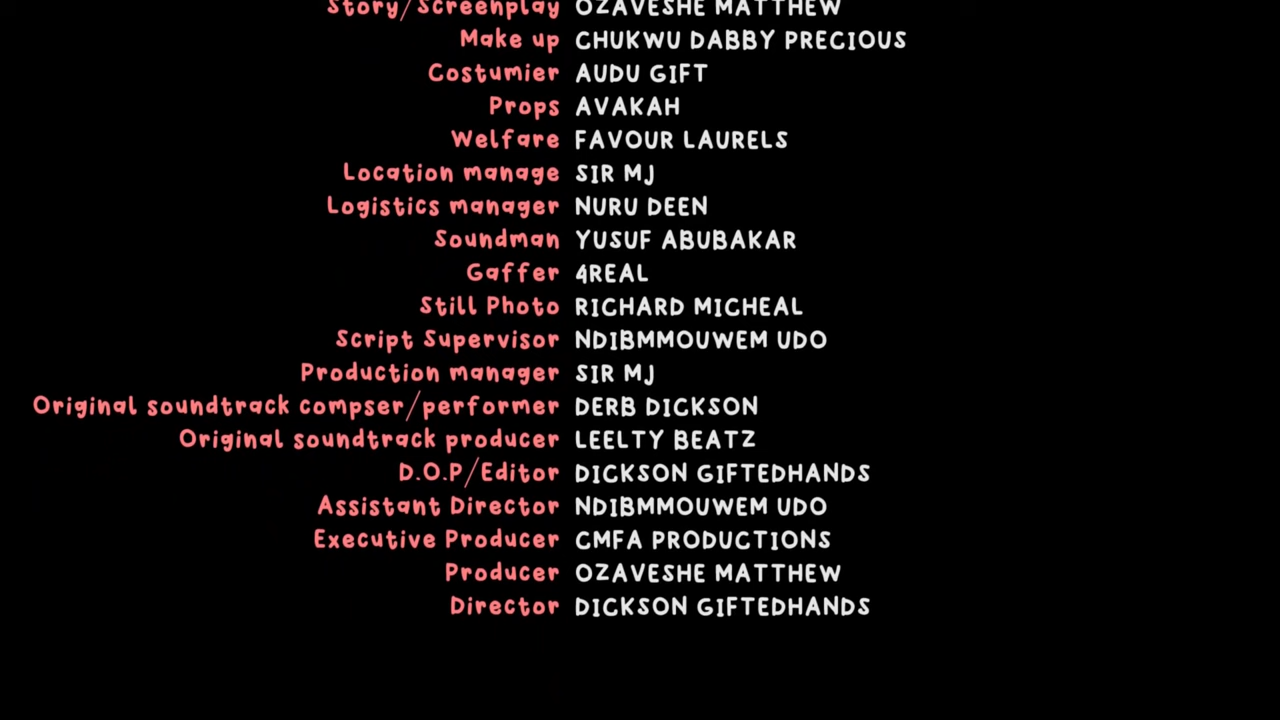 Story/Screenplay OZAVESHE MATTHEW
Make up CHUKWU DABBY PRECIOUS
Costumier AUDU GIFT
Props AVAKAH
Welfare FAVOUR LAURELS
Location manage SIR MJ
Logistics manager NURU DEEN
Soundman YUSUF ABUBAKAR
Gaffer 4REAL
Still Photo RICHARD MICHEAL
Script Supervisor NDIBMMOUWEM UDO
Production manager SIR MJ
Original soundtrack compser/performer DERB DICKSON
Original soundtrack producer LEELTY BEATZ
D.O.P/Editor DICKSON GIFTEDHANDS
Assistant Director NDIBMMOUWEM UDO
Executive Producer CMFA PRODUCTIONS
Producer OZAVESHE MATTHEW
Director DICKSON GIFTEDHANDS